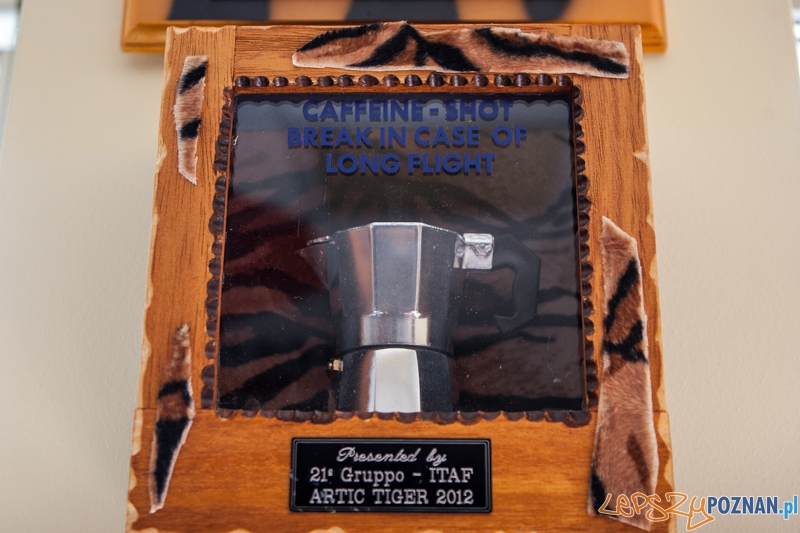 CAFFEINE - SHOT
BREAK IN CASE OF
LONG FLIGHT
Presented by
21° Gruppo - ITAF
ARTIC TIGER 2012
LEPSZYPOZNAN.pl